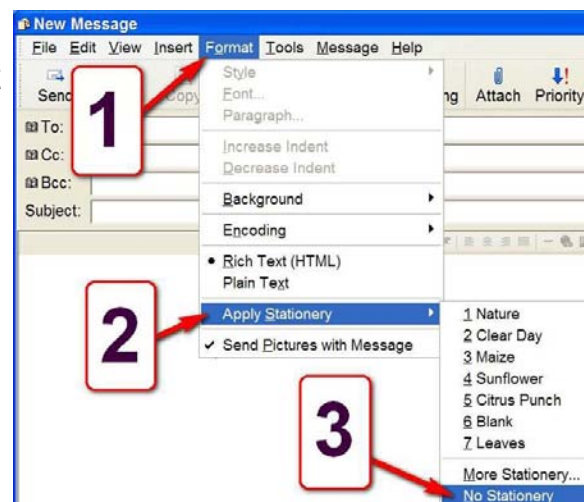 New Message
File Edit View Insert Format Tools Message Help
Send Copy ng Attach Priority
To:
Cc:
Bcc:
Subject:
Style
Font...
Paragraph...
Increase Indent
Decrease Indent
Background
Encoding
Rich Text (HTML)
Plain Text
Apply Stationery
Send Pictures with Message
1 Nature
2 Clear Day
3 Maize
4 Sunflower
5 Citrus Punch
6 Blank
7 Leaves
More Stationery...
No Stationery
1
2
3